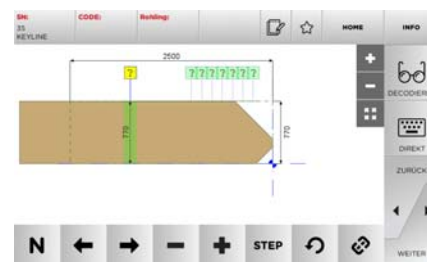 SN: CODE: Rohling:
35
KEYLINE
HOME
INFO
2500
?
? ? ? ? ? ? ?
770
770
DECODIER
DIREKT
ZURÜCK
WEITER
N
STEP